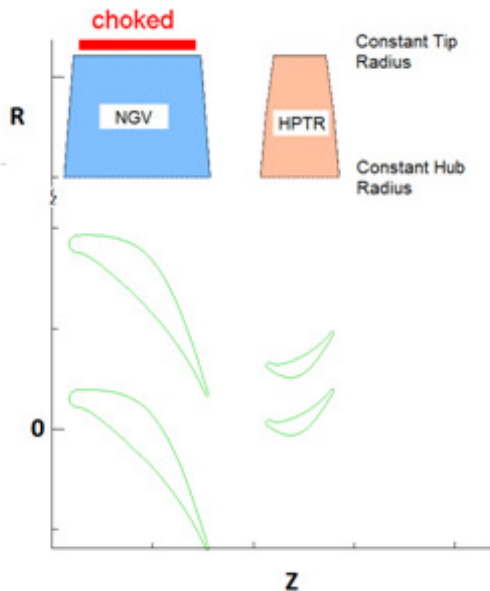 choked
Constant Tip
Radius
R
NGV
HPTR
Constant Hub
Radius
0
Z